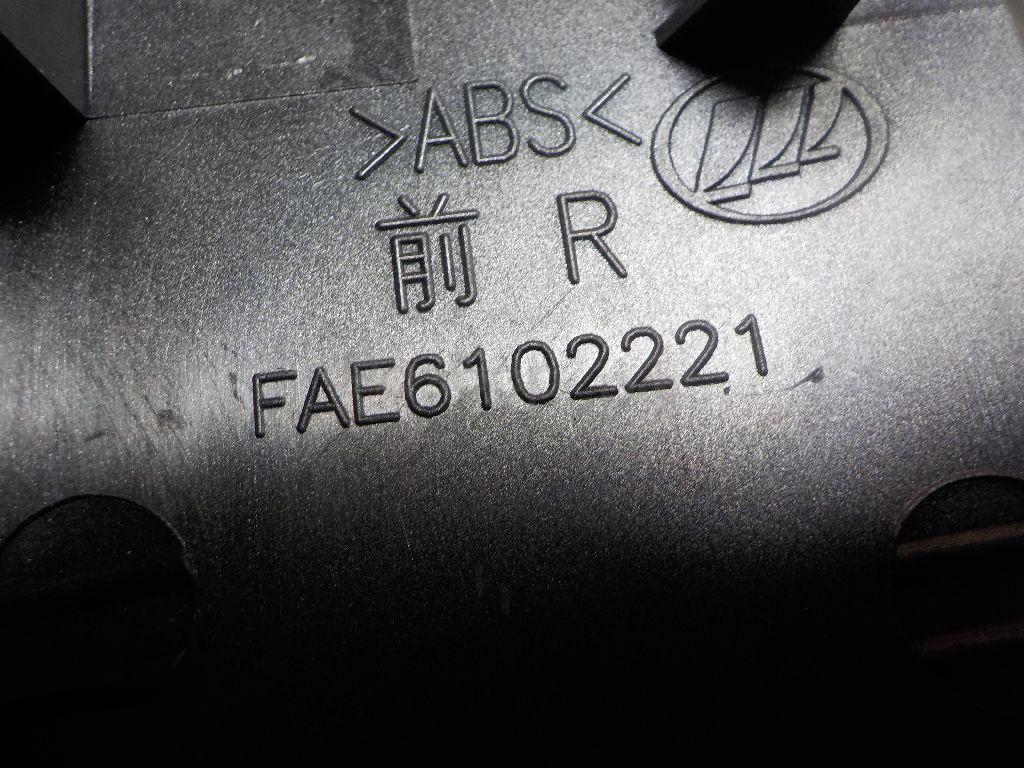 >ABS<
前 R
FAE6102221